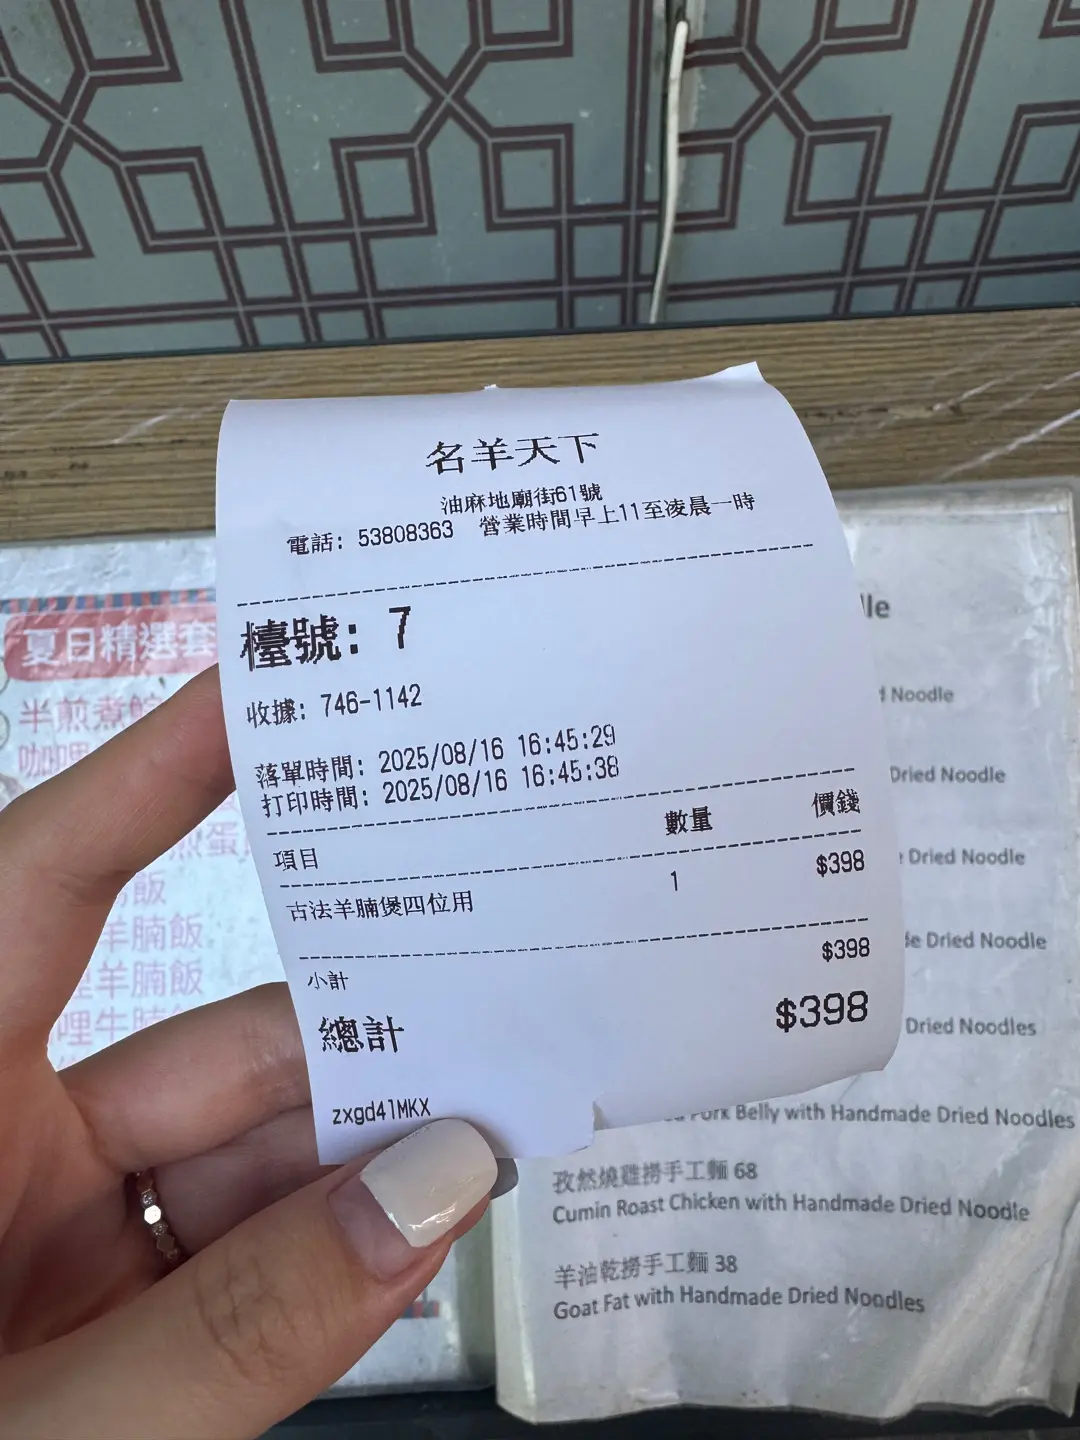 名羊天下
油麻地廟街61號
電話: 53808363 營業時間早上11至凌晨一時
檯號: 7
收據: 746-1142
落單時間: 2025/08/16 16:45:29
打印時間: 2025/08/16 16:45:38
項目 數量 價錢
古法羊腩煲四位用 1 $398
小計 $398
總計 $398
zxgd41MKX
夏日精選套
半煎煮
咖哩
煎蛋
飯
羊腩飯
哩羊腩飯
哩牛腩
Noodle
Dried Noodle
Dried Noodle
Dried Noodle
Dried Noodles
Pork Belly with Handmade Dried Noodles
孜然燒雞撈手工麵 68
Cumin Roast Chicken with Handmade Dried Noodle
羊油乾撈手工麵 38
Goat Fat with Handmade Dried Noodles